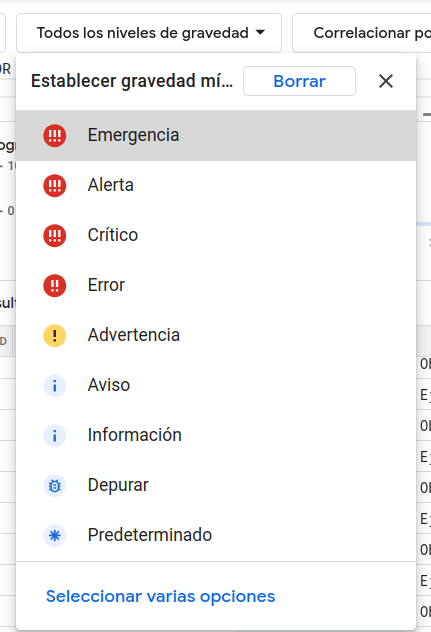 Todos los niveles de gravedad
Correlacionar po
OR
Establecer gravedad mí...
Borrar
Emergencia
Alerta
Crítico
Error
Advertencia
Aviso
Información
Depurar
Predeterminado
Seleccionar varias opciones